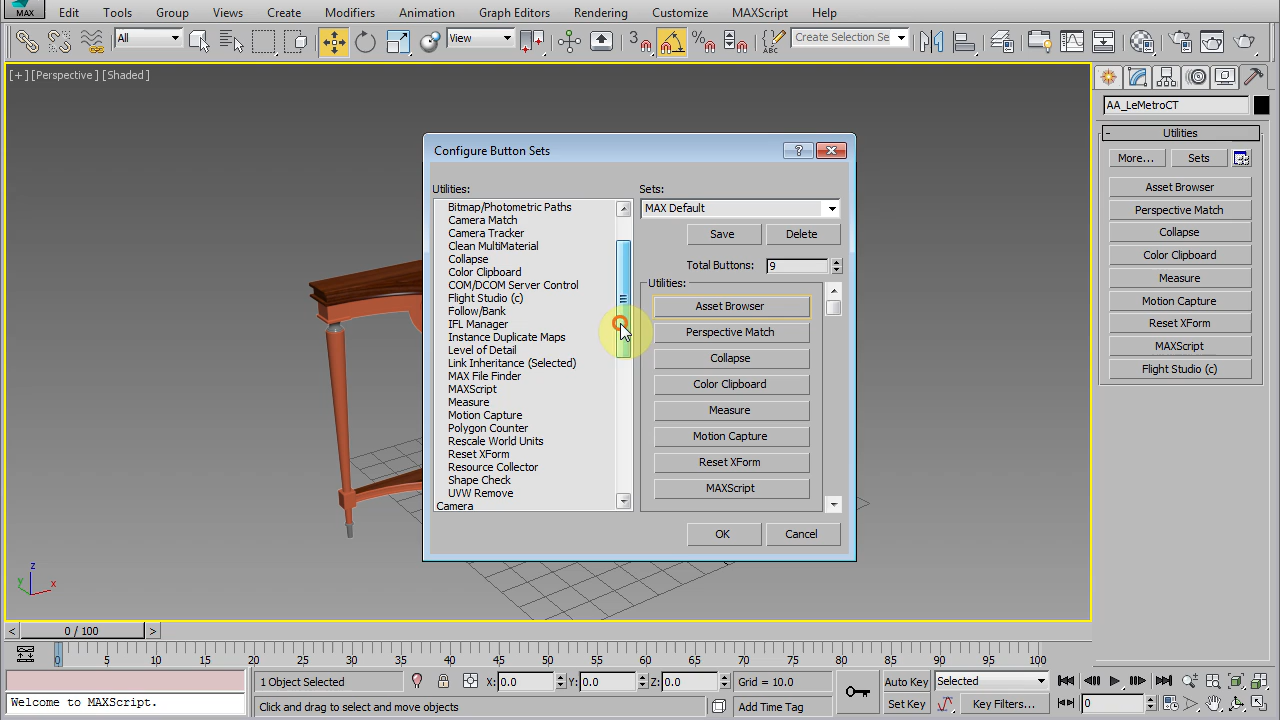 MAX
Edit Tools Group Views Create Modifiers Animation Graph Editors Rendering Customize MAXScript Help
All View 3 Create Selection Se
[+][Perspective][Shaded]
AA_LeMetroCT
- Utilities
More... Sets
Asset Browser
Perspective Match
Collapse
Color Clipboard
Measure
Motion Capture
Reset XForm
MAXScript
Flight Studio (c)
Configure Button Sets
Utilities:
Bitmap/Photometric Paths
Camera Match
Camera Tracker
Clean MultiMaterial
Collapse
Color Clipboard
COM/DCOM Server Control
Flight Studio (c)
Follow/Bank
IFL Manager
Instance Duplicate Maps
Level of Detail
Link Inheritance (Selected)
MAX File Finder
MAXScript
Measure
Motion Capture
Polygon Counter
Rescale World Units
Reset XForm
Resource Collector
Shape Check
UVW Remove
Camera
Sets:
MAX Default
Save Delete
Total Buttons: 9
Utilities:
Asset Browser
Perspective Match
Collapse
Color Clipboard
Measure
Motion Capture
Reset XForm
MAXScript
OK Cancel
z
y x
< 0 / 100 >
0 5 10 15 20 25 30 35 40 45 50 55 60 65 70 75 80 85 90 95 100
1 Object Selected X: 0.0 Y: 0.0 Z: 0.0 Grid = 10.0 Auto Key Selected
Welcome to MAXScript. Click and drag to select and move objects Add Time Tag Set Key Key Filters... 0